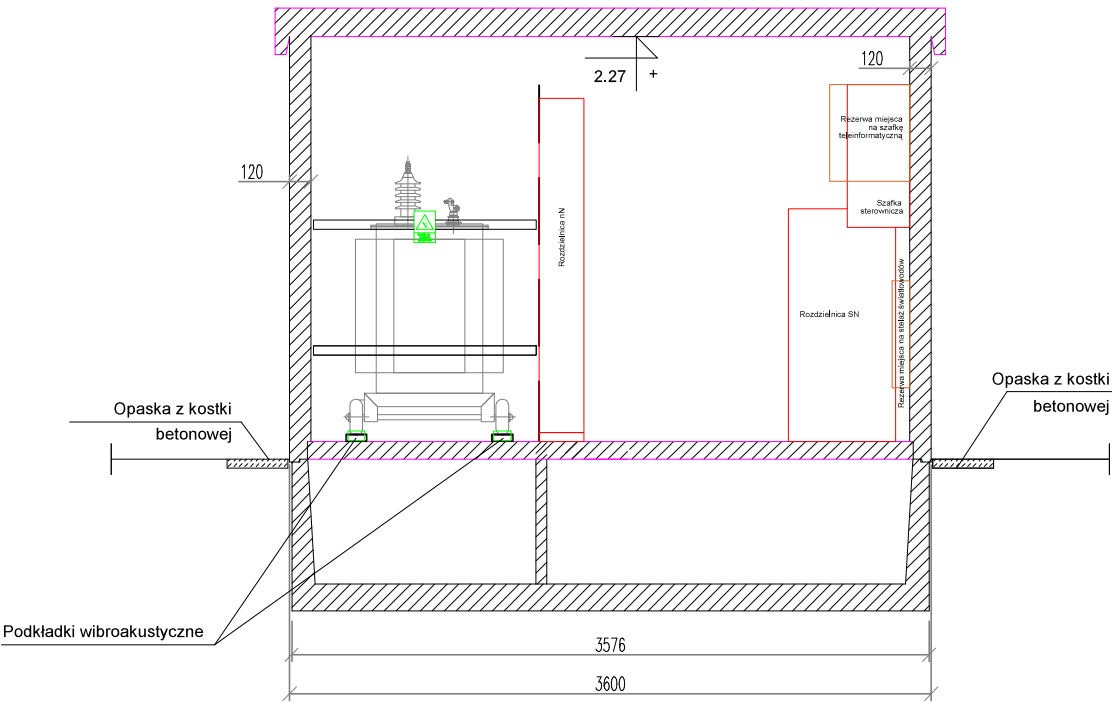 2.27 +
120
Rezerwa miejsca
na szafkę
teleinformatyczną
120
Szafka
sterownicza
Rozdzielnica nN
Rozdzielnica SN
Rezerwa miejsca na stelaż światłowodów
Opaska z kostki
betonowej
Opaska z kostki
betonowej
Podkładki wibroakustyczne
3576
3600